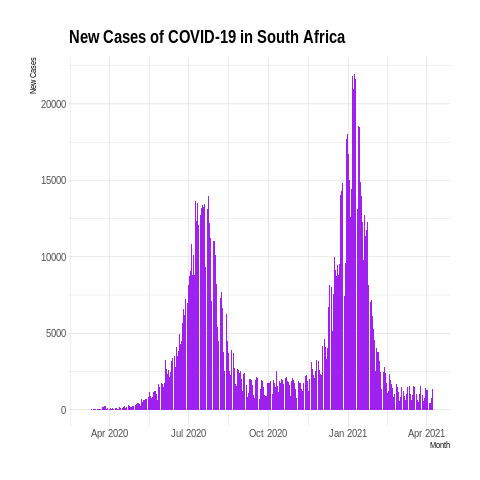 New Cases of COVID-19 in South Africa
New Cases
20000
15000
10000
5000
0
Apr 2020 Jul 2020 Oct 2020 Jan 2021 Apr 2021
Month